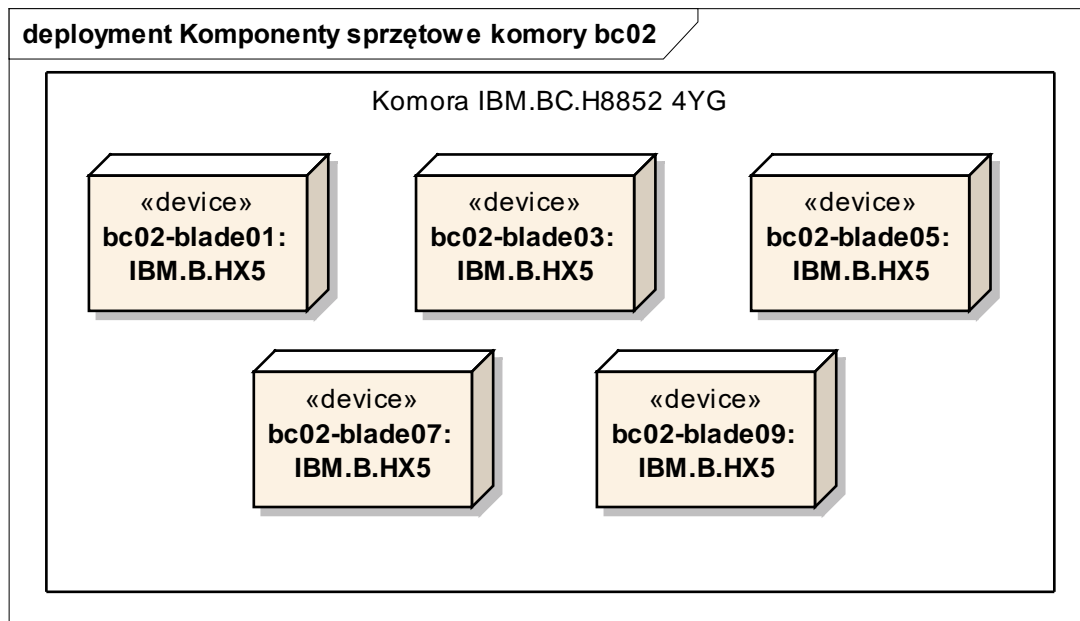 deployment Komponenty sprzętowe komory bc02
Komora IBM.BC.H8852 4YG
«device»
bc02-blade01:
IBM.B.HX5
«device»
bc02-blade03:
IBM.B.HX5
«device»
bc02-blade05:
IBM.B.HX5
«device»
bc02-blade07:
IBM.B.HX5
«device»
bc02-blade09:
IBM.B.HX5